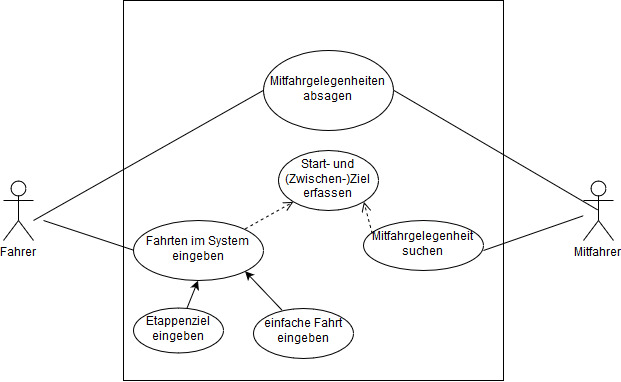 Mitfahrgelegenheiten
absagen
Start- und
(Zwischen-)Ziel
erfassen
Fahrer
Fahrten im System
eingeben
Mitfahrgelegenheit
suchen
Mitfahrer
Etappenziel
eingeben
einfache Fahrt
eingeben